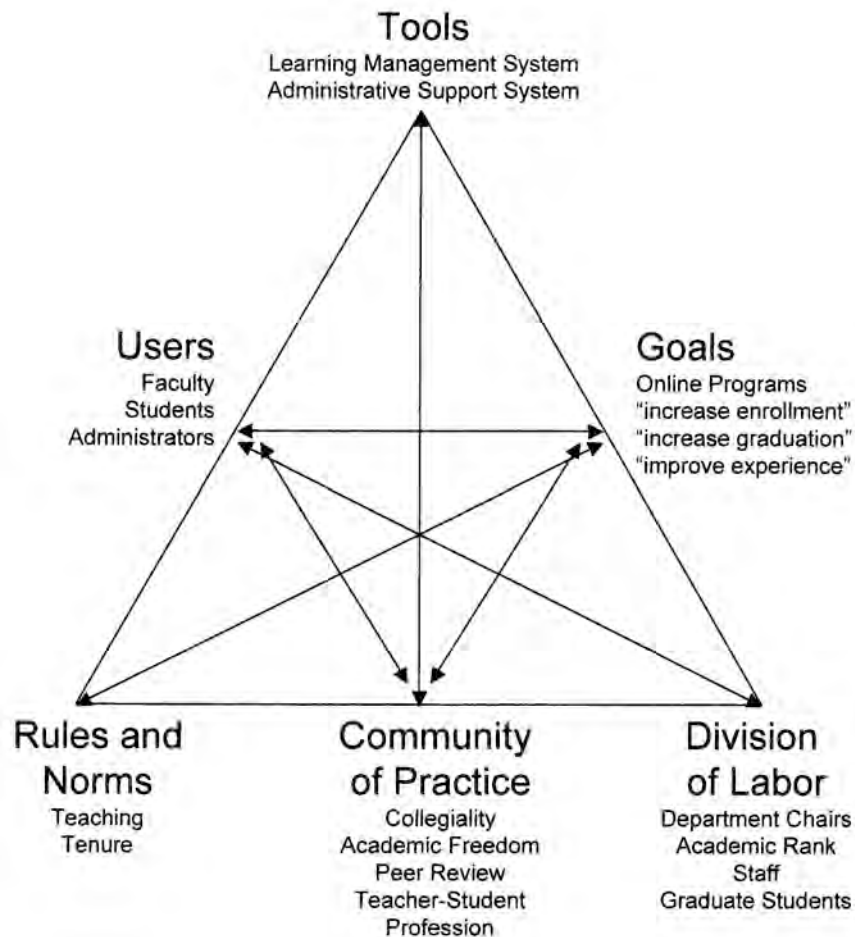 Tools
Learning Management System
Administrative Support System
Users
Faculty
Students
Administrators
Goals
Online Programs
“increase enrollment”
“increase graduation”
“improve experience”
Rules and
Norms
Teaching
Tenure
Community
of Practice
Collegiality
Academic Freedom
Peer Review
Teacher-Student
Profession
Division
of Labor
Department Chairs
Academic Rank
Staff
Graduate Students